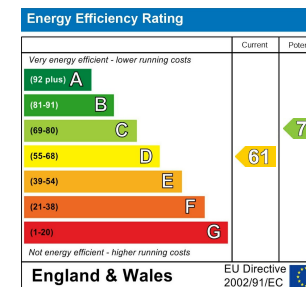 Energy Efficiency Rating
Current
Very energy efficient - lower running costs
(92 plus) A
(81-91) B
(69-80) C
(55-68) D
61
(39-54) E
(21-38) F
(1-20) G
Not energy efficient - higher running costs
England & Wales
EU Directive
2002/91/EC